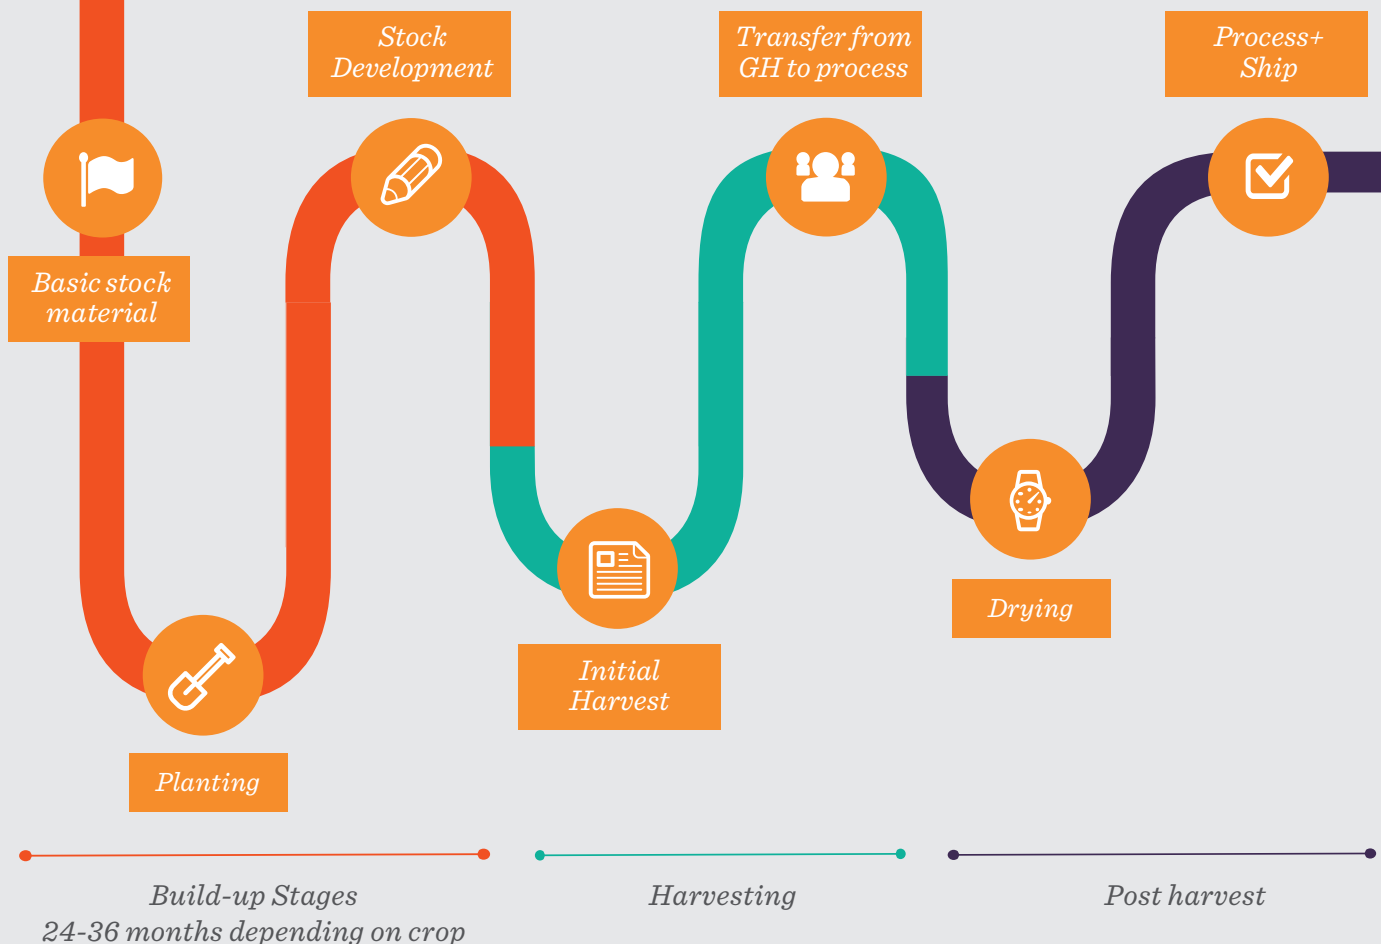 Stock
Development
Transfer from
GH to process
Process+
Ship
Basic stock
material
Drying
Initial
Harvest
Planting
Build-up Stages
24-36 months depending on crop
Harvesting
Post harvest